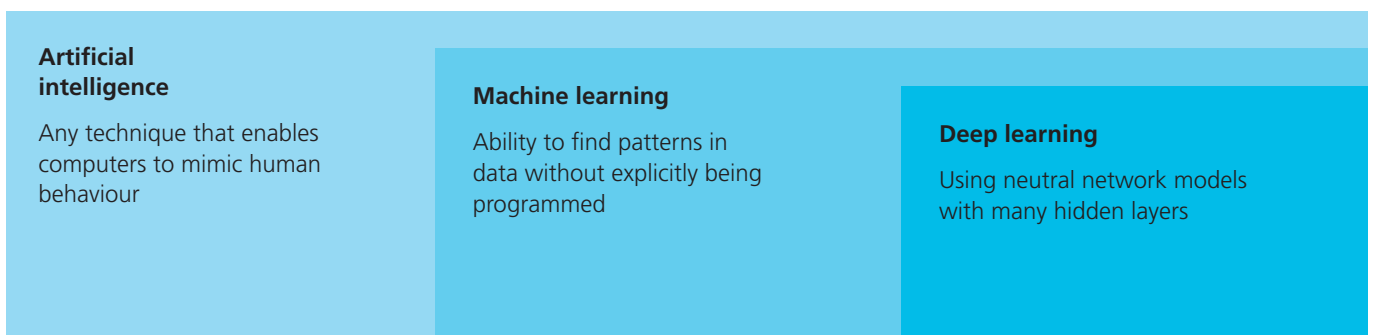 Artificial
intelligence
Any technique that enables
computers to mimic human
behaviour
Machine learning
Ability to find patterns in
data without explicitly being
programmed
Deep learning
Using neutral network models
with many hidden layers